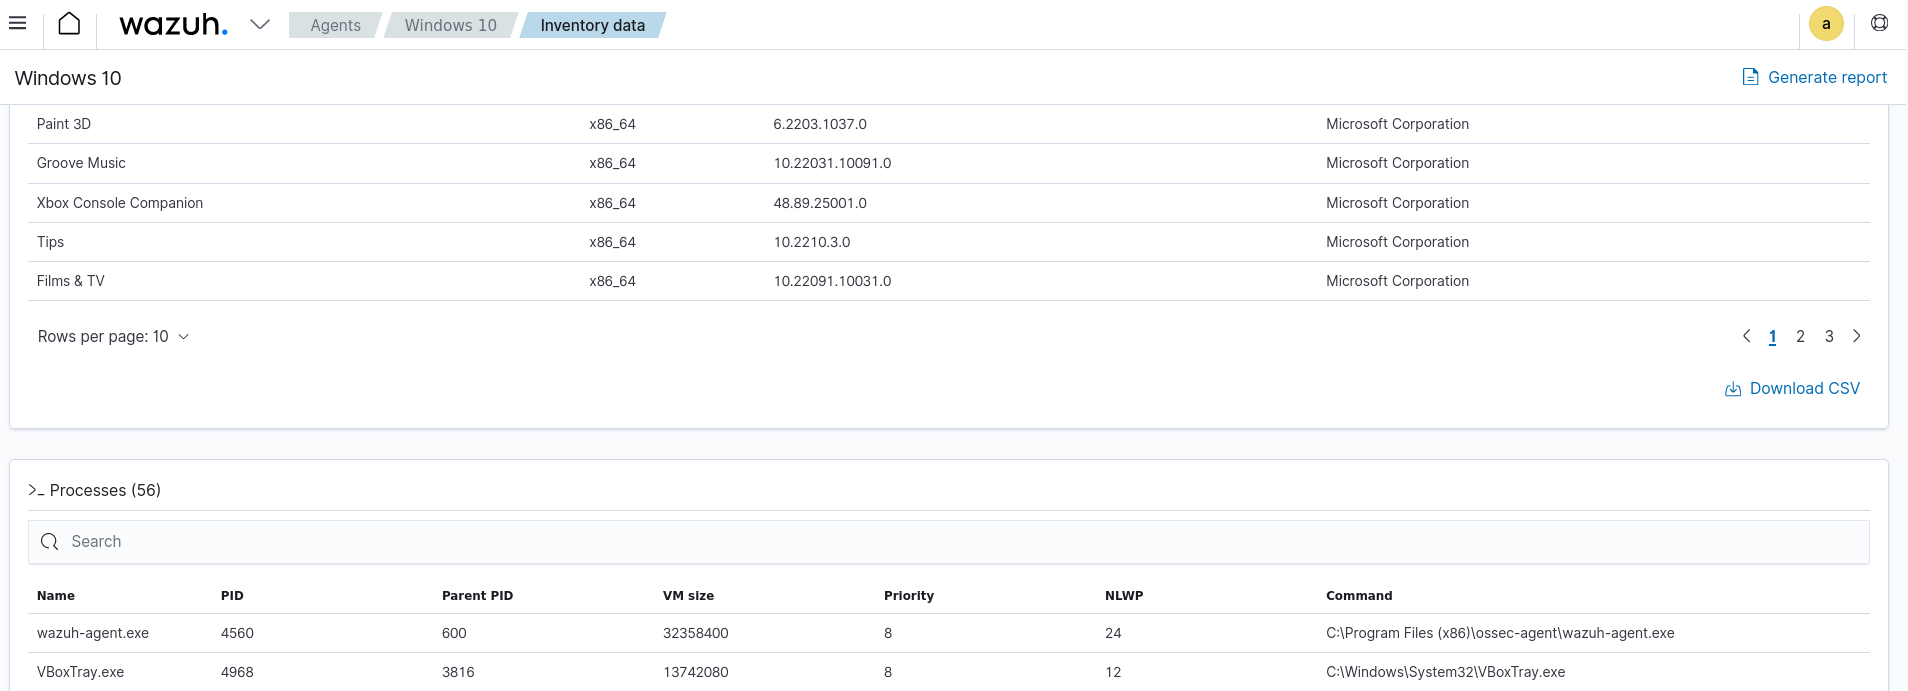 wazuh. Agents Windows 10 Inventory data a
Windows 10 Generate report
Paint 3D x86_64 6.2203.1037.0 Microsoft Corporation
Groove Music x86_64 10.22031.10091.0 Microsoft Corporation
Xbox Console Companion x86_64 48.89.25001.0 Microsoft Corporation
Tips x86_64 10.2210.3.0 Microsoft Corporation
Films & TV x86_64 10.22091.10031.0 Microsoft Corporation
Rows per page: 10 1 2 3
Download CSV
>_ Processes (56)
Search
Name PID Parent PID VM size Priority NLWP Command
wazuh-agent.exe 4560 600 32358400 8 24 C:\Program Files (x86)\ossec-agent\wazuh-agent.exe
VBoxTray.exe 4968 3816 13742080 8 12 C:\Windows\System32\VBoxTray.exe